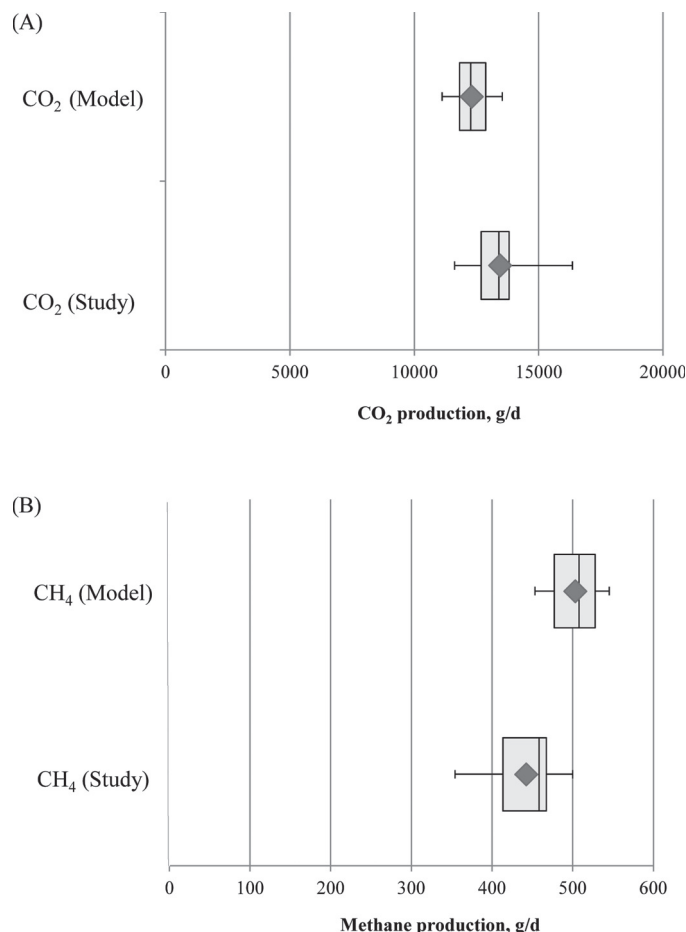 (A)
CO₂ (Model)
CO₂ (Study)
0 5000 10000 15000 20000
CO₂ production, g/d
(B)
CH₄ (Model)
CH₄ (Study)
0 100 200 300 400 500 600
Methane production, g/d